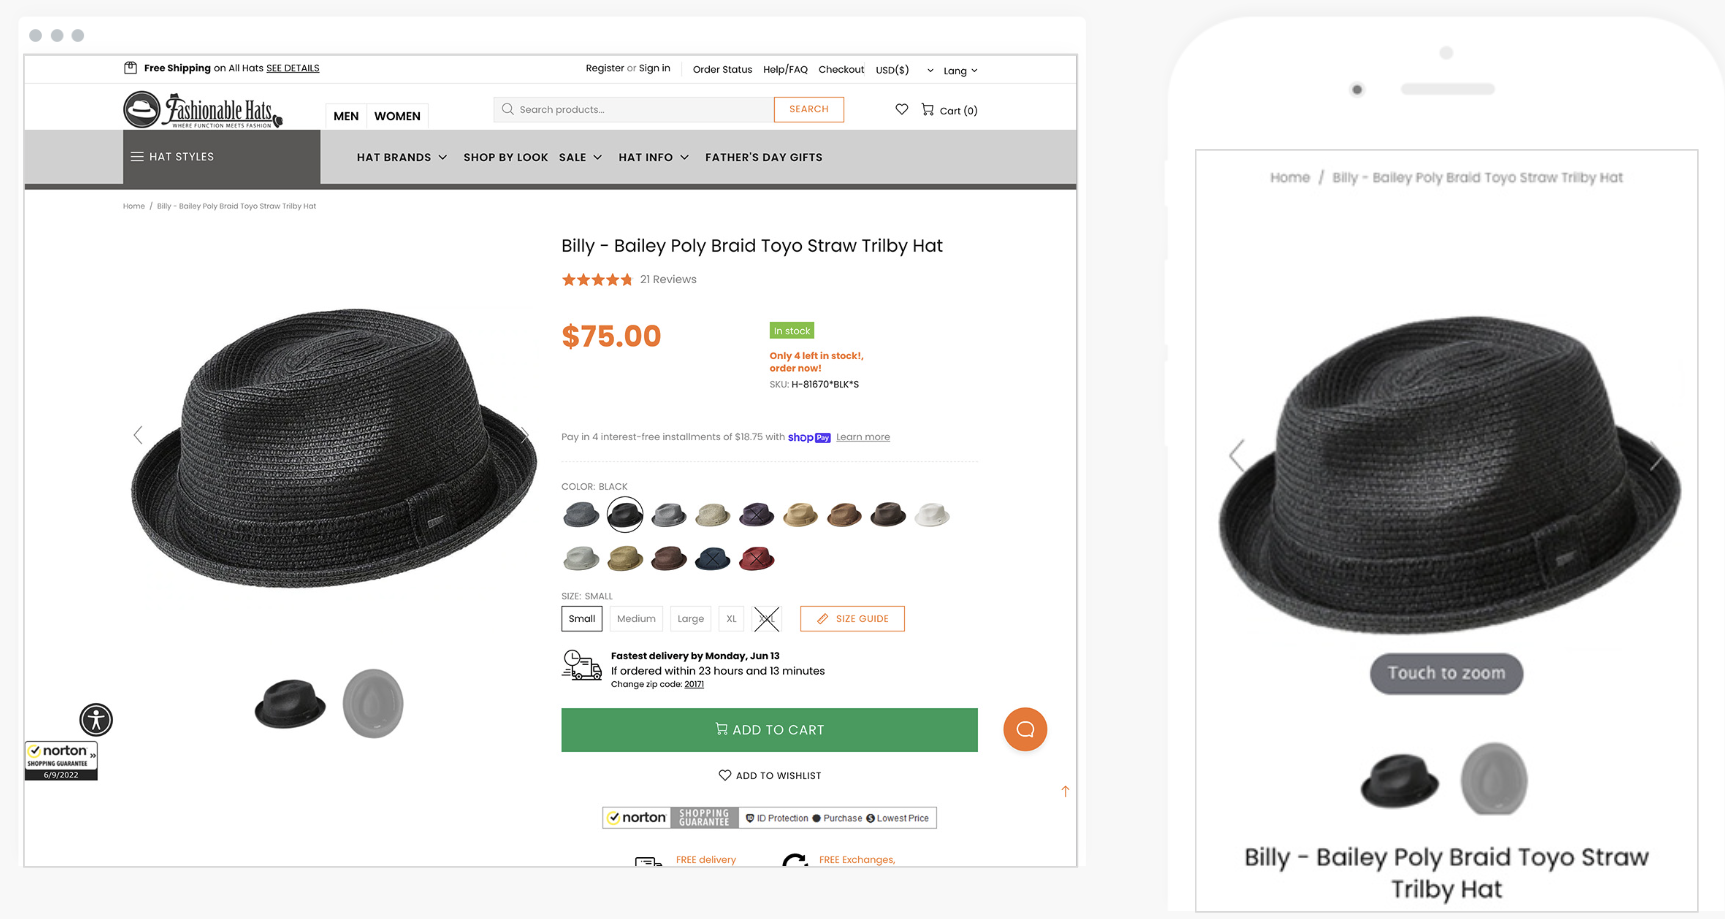 Free Shipping on All Hats SEE DETAILS
Register or Sign in
Order Status Help/FAQ Checkout USD($) Lang
Fashionable Hats
WHERE FUNCTION MEETS FASHION
MEN WOMEN
Search products...
SEARCH
Cart (0)
HAT STYLES
HAT BRANDS SHOP BY LOOK SALE HAT INFO FATHER'S DAY GIFTS
Home / Billy - Bailey Poly Braid Toyo Straw Trilby Hat
Billy - Bailey Poly Braid Toyo Straw Trilby Hat
21 Reviews
$75.00
In stock
Only 4 left in stock!,
order now!
SKU: H-81670*BLK*S
Pay in 4 interest-free installments of $18.75 with shop Pay Learn more
COLOR: BLACK
SIZE: SMALL
Small Medium Large XL XXL SIZE GUIDE
Fastest delivery by Monday, Jun 13
If ordered within 23 hours and 13 minutes
Change zip code: 20171
ADD TO CART
ADD TO WISHLIST
norton
SHOPPING GUARANTEE
6/9/2022
norton SHOPPING GUARANTEE ID Protection Purchase $ Lowest Price
FREE delivery
FREE Exchanges,
Home / Billy - Bailey Poly Braid Toyo Straw Trilby Hat
Touch to zoom
Billy - Bailey Poly Braid Toyo Straw
Trilby Hat